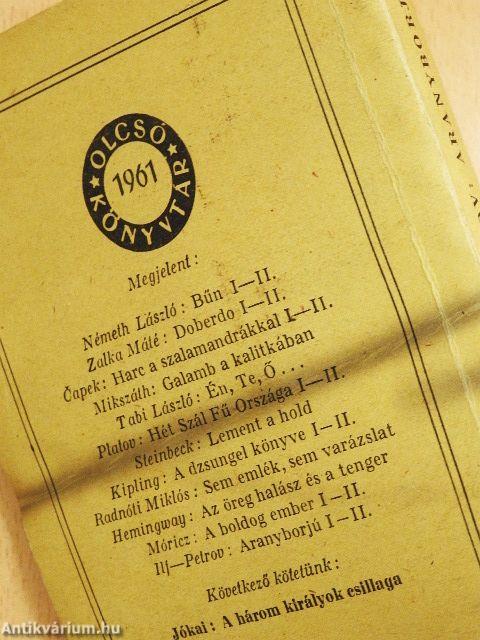 OLCSÓ
1961
KÖNYVTÁR
Megjelent:
Németh László: Bűn I—II.
Zalka Máté: Doberdo I—II.
Čapek: Harc a szalamandrákkal I—II.
Mikszáth: Galamb a kalitkában
Tabi László: Én, Te, Ő...
Platov: Hét Szál Fű Országa I—II.
Steinbeck: Lement a hold
Kipling: A dzsungel könyve I—II.
Radnóti Miklós: Sem emlék, sem varázslat
Hemingway: Az öreg halász és a tenger
Móricz: A boldog ember I—II.
Ilf—Petrov: Aranyborjú I—II.
Következő kötetünk:
Jókai: A három királyok csillaga
Antikvárium.hu
Antikvárium.hu